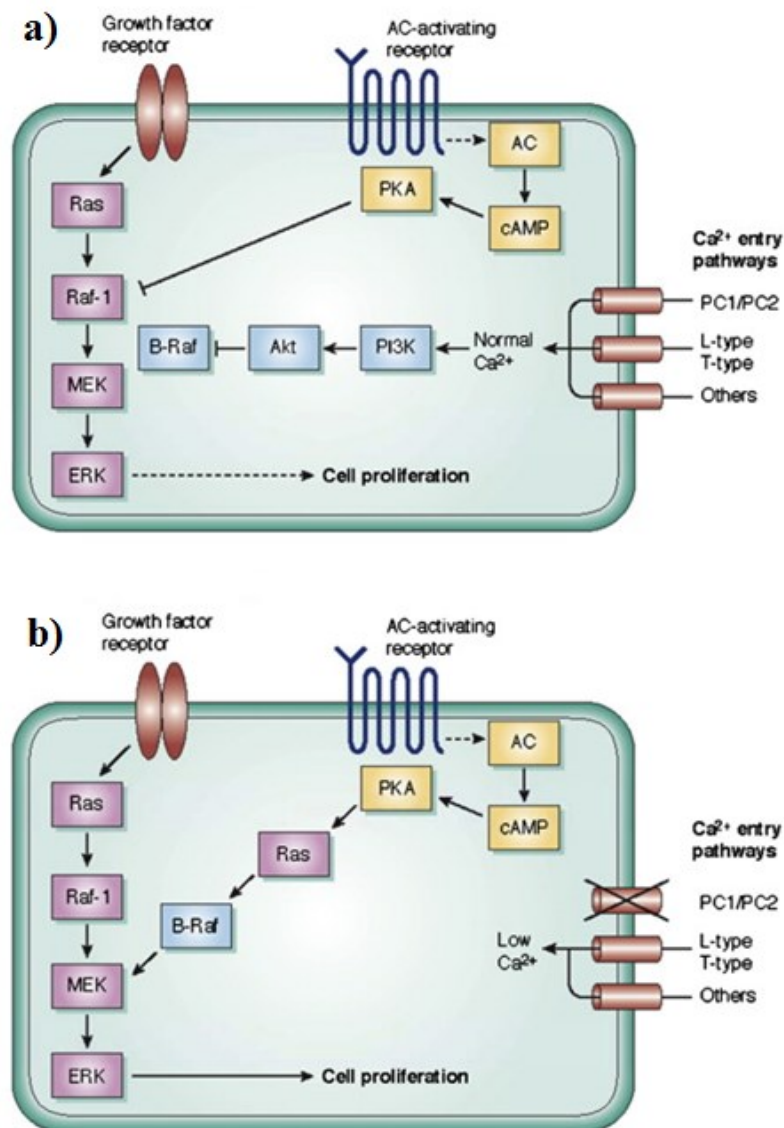 a)
Growth factor
receptor
AC-activating
receptor
AC
PKA
cAMP
Ras
Ca²⁺ entry
pathways
Raf-1
PC1/PC2
B-Raf
Akt
PI3K
Normal
Ca²⁺
L-type
T-type
MEK
Others
ERK
Cell proliferation
b)
Growth factor
receptor
AC-activating
receptor
AC
PKA
cAMP
Ras
Ras
Ca²⁺ entry
pathways
Raf-1
B-Raf
PC1/PC2
Low
Ca²⁺
L-type
T-type
MEK
Others
ERK
Cell proliferation